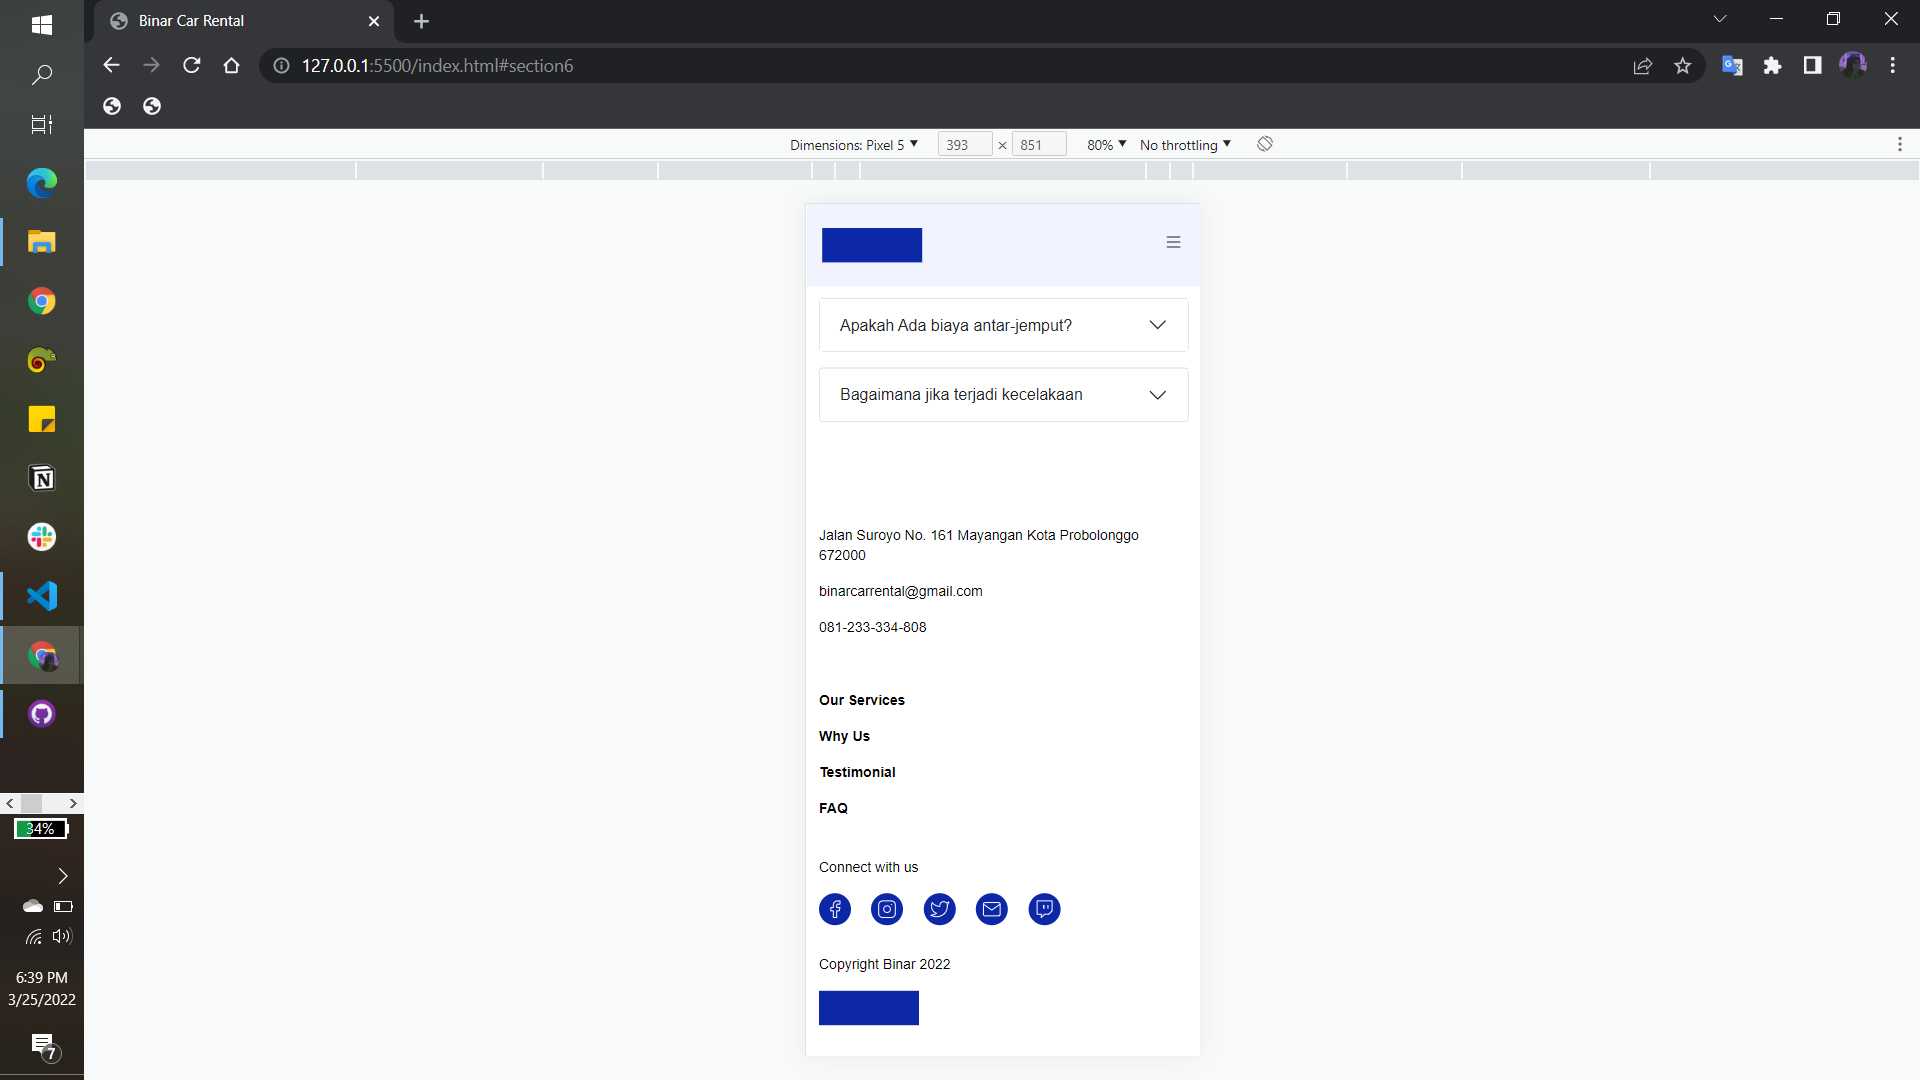 Binar Car Rental
127.0.0.1:5500/index.html#section6
Dimensions: Pixel 5 393 × 851 80% No throttling
Apakah Ada biaya antar-jemput?
Bagaimana jika terjadi kecelakaan
Jalan Suroyo No. 161 Mayangan Kota Probolonggo
672000
binarcarrental@gmail.com
081-233-334-808
Our Services
Why Us
Testimonial
FAQ
Connect with us
Copyright Binar 2022
34%
6:39 PM
3/25/2022
7